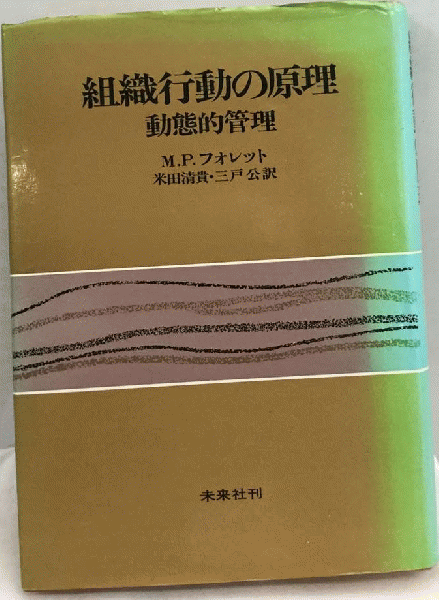 組織行動の原理
動態的管理
M.P.フォレット
米田清貴・三戸公訳
未来社刊